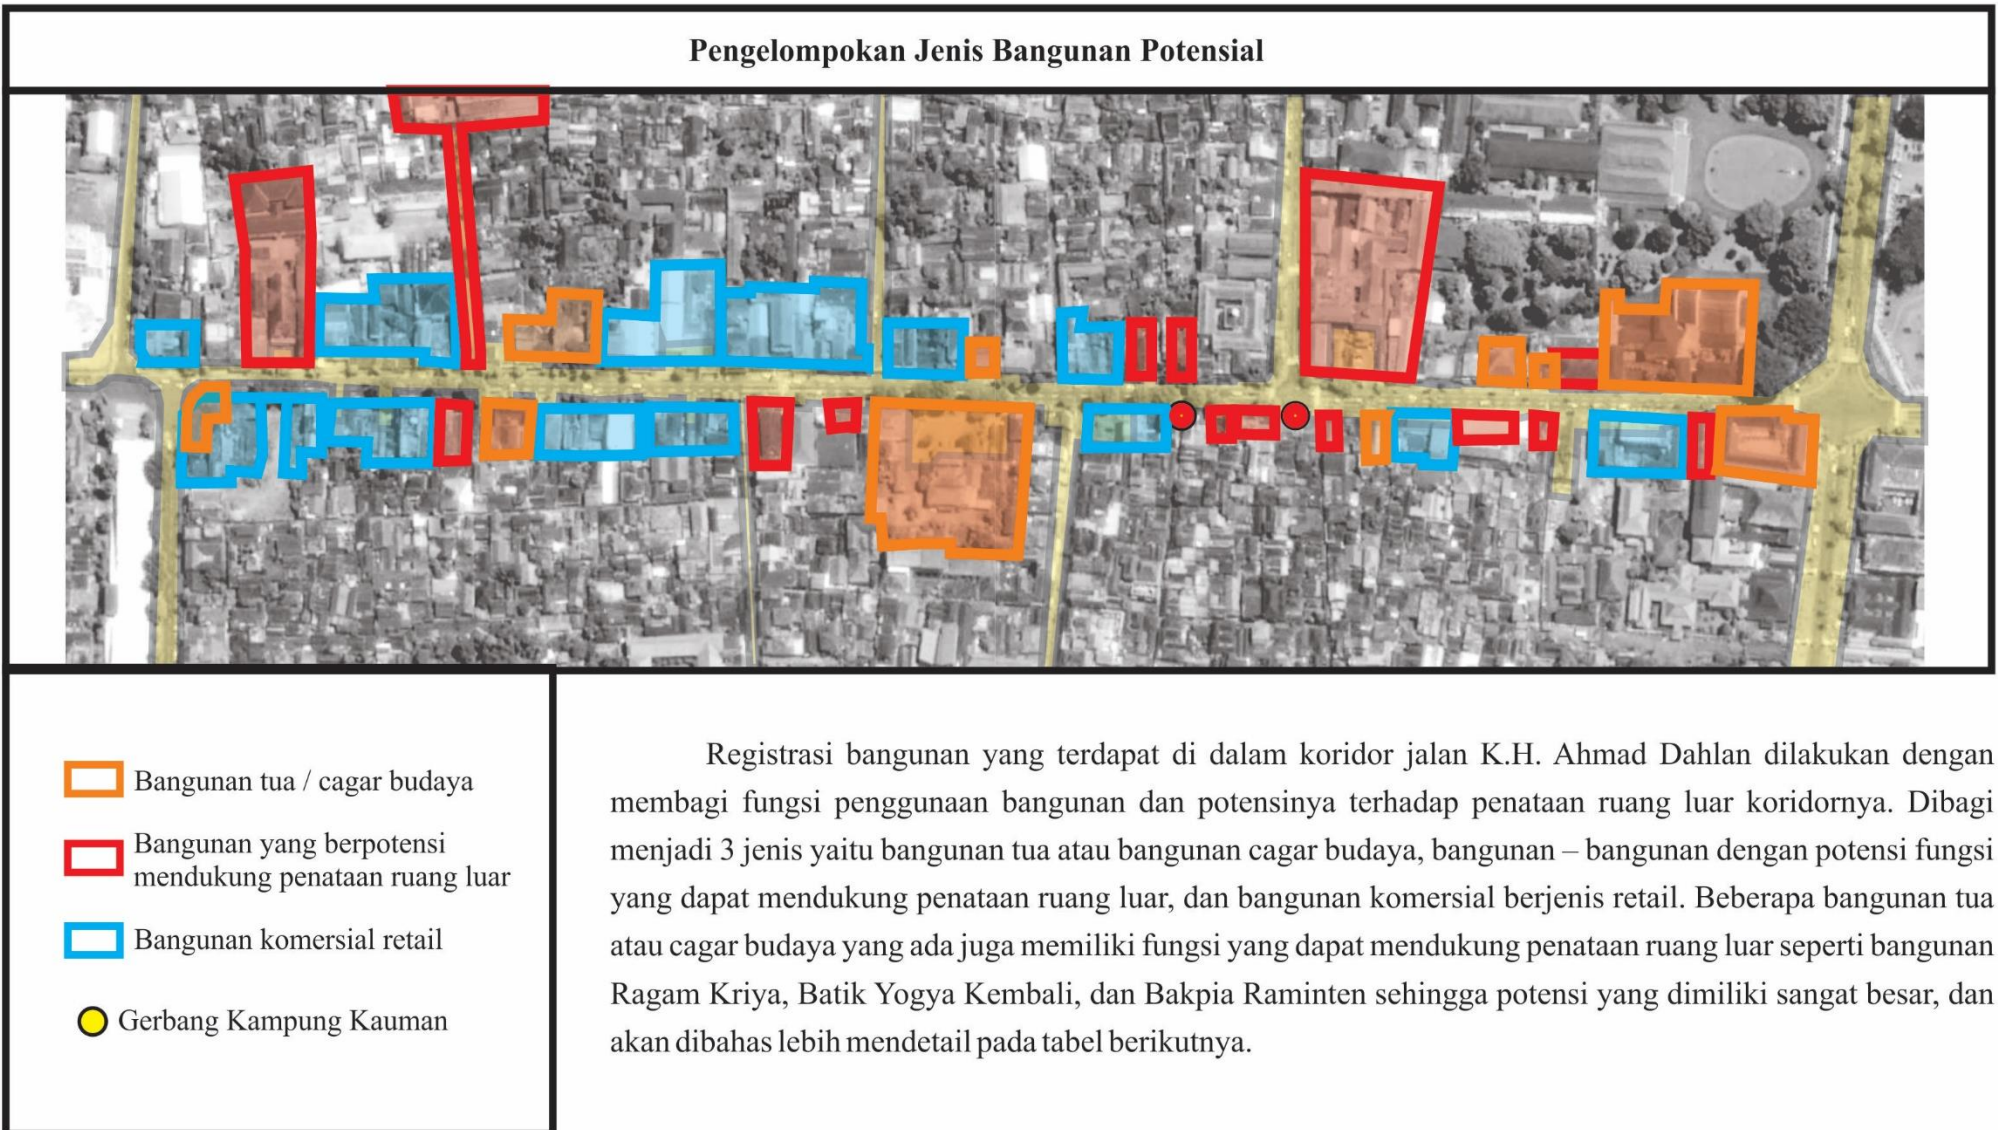 Pengelompokan Jenis Bangunan Potensial
Bangunan tua / cagar budaya
Bangunan yang berpotensi
mendukung penataan ruang luar
Bangunan komersial retail
Gerbang Kampung Kauman
Registrasi bangunan yang terdapat di dalam koridor jalan K.H. Ahmad Dahlan dilakukan dengan
membagi fungsi penggunaan bangunan dan potensinya terhadap penataan ruang luar koridornya. Dibagi
menjadi 3 jenis yaitu bangunan tua atau bangunan cagar budaya, bangunan – bangunan dengan potensi fungsi
yang dapat mendukung penataan ruang luar, dan bangunan komersial berjenis retail. Beberapa bangunan tua
atau cagar budaya yang ada juga memiliki fungsi yang dapat mendukung penataan ruang luar seperti bangunan
Ragam Kriya, Batik Yogya Kembali, dan Bakpia Raminten sehingga potensi yang dimiliki sangat besar, dan
akan dibahas lebih mendetail pada tabel berikutnya.